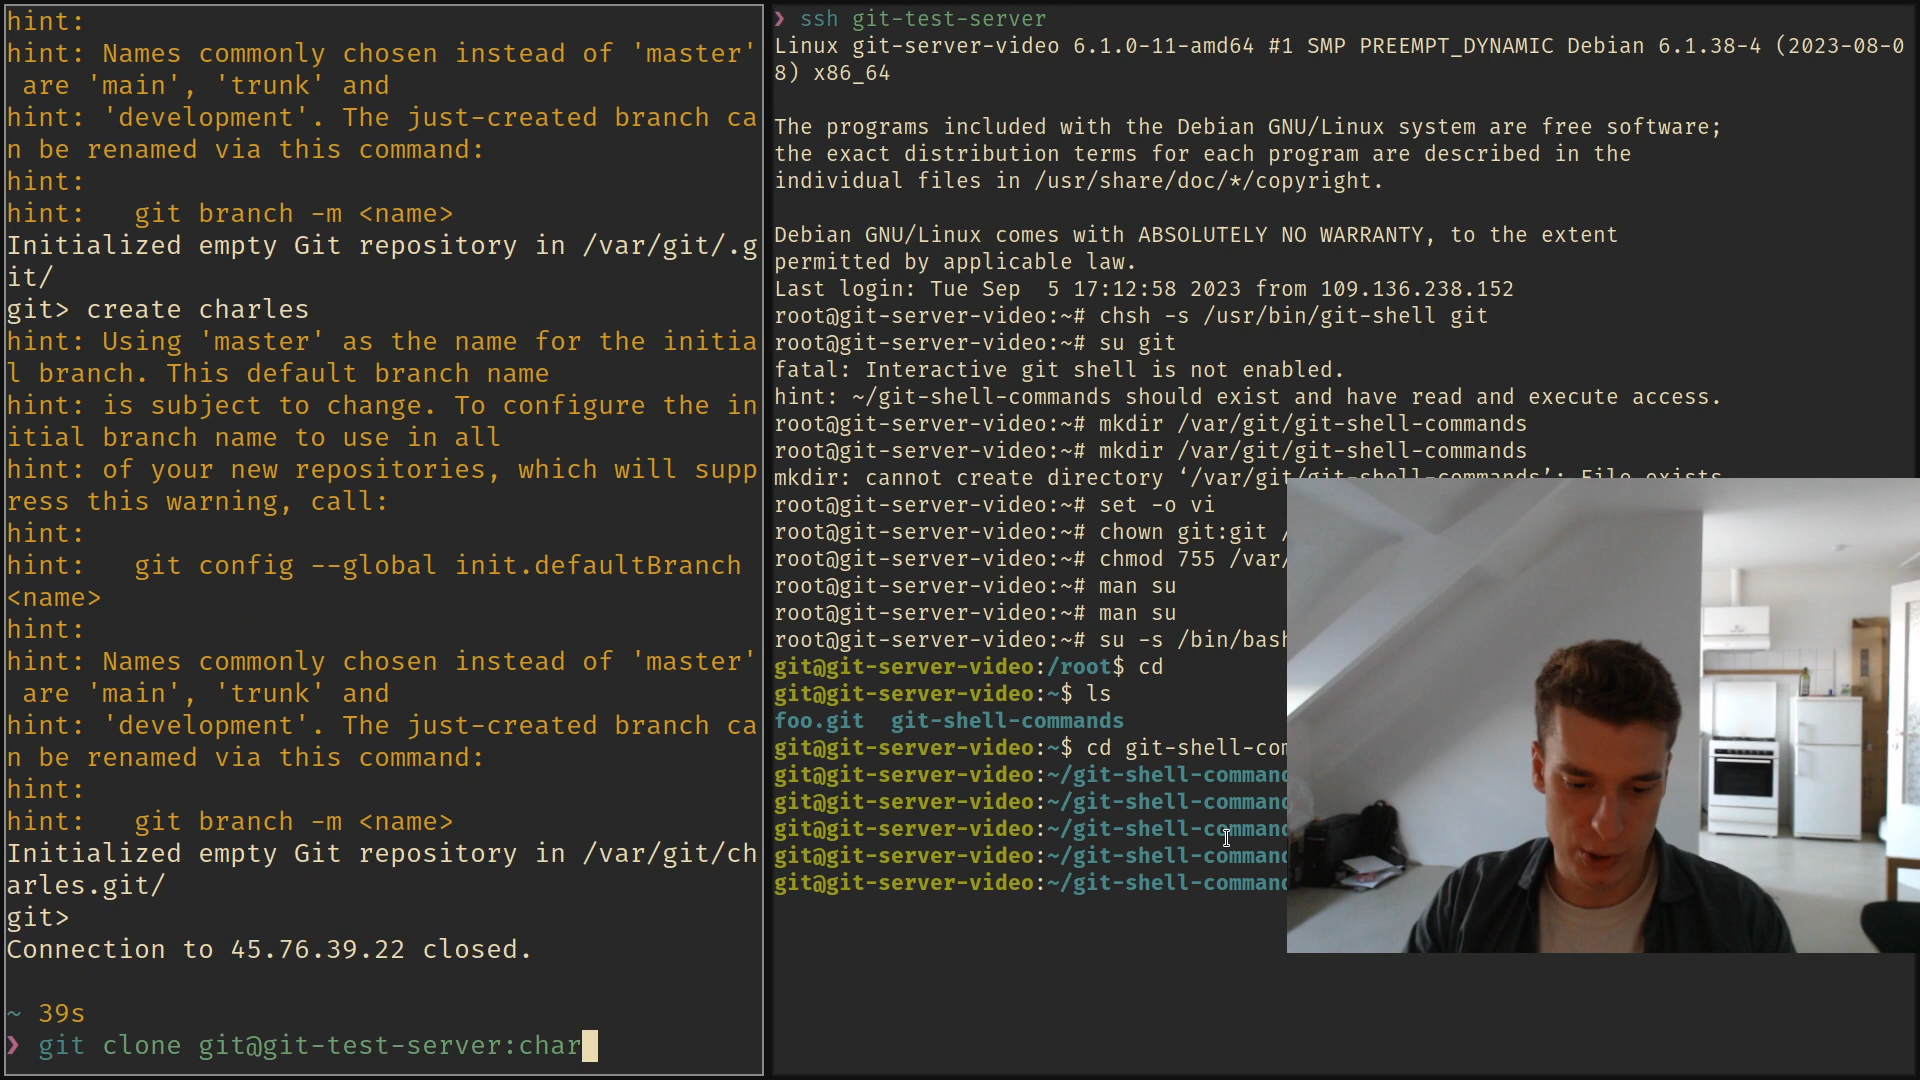 hint:
hint: Names commonly chosen instead of 'master'
 are 'main', 'trunk' and
hint: 'development'. The just-created branch ca
n be renamed via this command:
hint:
hint:   git branch -m <name>
Initialized empty Git repository in /var/git/.g
it/
git> create charles
hint: Using 'master' as the name for the initia
l branch. This default branch name
hint: is subject to change. To configure the in
itial branch name to use in all
hint: of your new repositories, which will supp
ress this warning, call:
hint:
hint:   git config --global init.defaultBranch
<name>
hint:
hint: Names commonly chosen instead of 'master'
 are 'main', 'trunk' and
hint: 'development'. The just-created branch ca
n be renamed via this command:
hint:
hint:   git branch -m <name>
Initialized empty Git repository in /var/git/ch
arles.git/
git>
Connection to 45.76.39.22 closed.
~ 39s
❯ git clone git@git-test-server:char
❯ ssh git-test-server
Linux git-server-video 6.1.0-11-amd64 #1 SMP PREEMPT_DYNAMIC Debian 6.1.38-4 (2023-08-0
8) x86_64
The programs included with the Debian GNU/Linux system are free software;
the exact distribution terms for each program are described in the
individual files in /usr/share/doc/*/copyright.
Debian GNU/Linux comes with ABSOLUTELY NO WARRANTY, to the extent
permitted by applicable law.
Last login: Tue Sep  5 17:12:58 2023 from 109.136.238.152
root@git-server-video:~# chsh -s /usr/bin/git-shell git
root@git-server-video:~# su git
fatal: Interactive git shell is not enabled.
hint: ~/git-shell-commands should exist and have read and execute access.
root@git-server-video:~# mkdir /var/git/git-shell-commands
root@git-server-video:~# mkdir /var/git/git-shell-commands
mkdir: cannot create directory ‘/var/git/git-shell-commands’: File exists
root@git-server-video:~# set -o vi
root@git-server-video:~# chown git:git /
root@git-server-video:~# chmod 755 /var/
root@git-server-video:~# man su
root@git-server-video:~# man su
root@git-server-video:~# su -s /bin/bash
git@git-server-video:/root$ cd
git@git-server-video:~$ ls
foo.git  git-shell-commands
git@git-server-video:~$ cd git-shell-com
git@git-server-video:~/git-shell-command
git@git-server-video:~/git-shell-command
git@git-server-video:~/git-shell-command
git@git-server-video:~/git-shell-command
git@git-server-video:~/git-shell-command